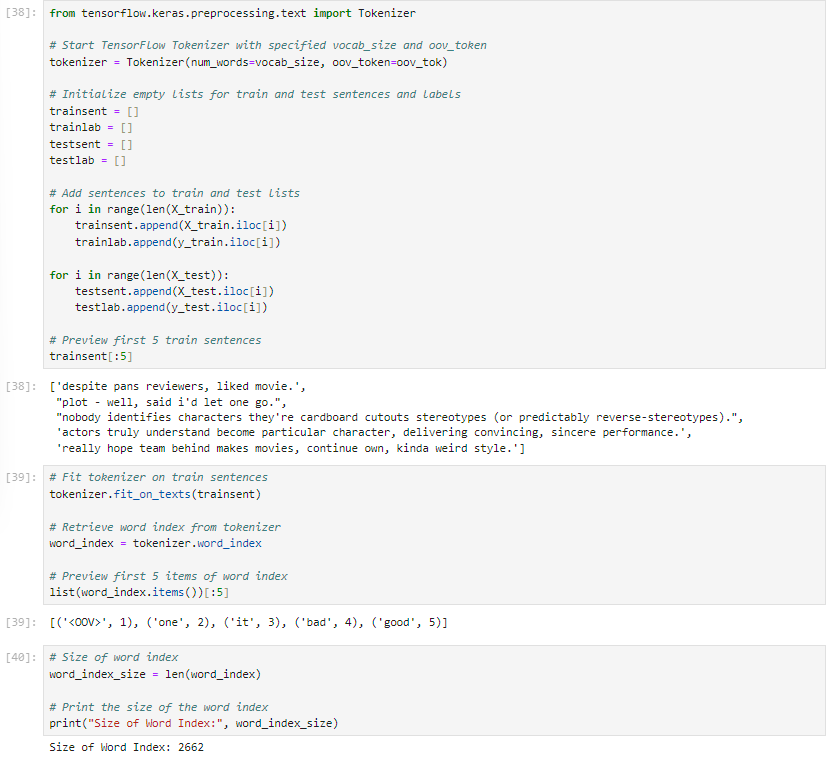 [38]: from tensorflow.keras.preprocessing.text import Tokenizer

# Start TensorFlow Tokenizer with specified vocab_size and oov_token
tokenizer = Tokenizer(num_words=vocab_size, oov_token=oov_tok)

# Initialize empty lists for train and test sentences and labels
trainsent = []
trainlab = []
testsent = []
testlab = []

# Add sentences to train and test lists
for i in range(len(X_train)):
    trainsent.append(X_train.iloc[i])
    trainlab.append(y_train.iloc[i])

for i in range(len(X_test)):
    testsent.append(X_test.iloc[i])
    testlab.append(y_test.iloc[i])

# Preview first 5 train sentences
trainsent[:5]
[38]: ['despite pans reviewers, liked movie.',
"plot - well, said i'd let one go.",
"nobody identifies characters they're cardboard cutouts stereotypes (or predictably reverse-stereotypes).",
'actors truly understand become particular character, delivering convincing, sincere performance.',
'really hope team behind makes movies, continue own, kinda weird style.']
[39]: # Fit tokenizer on train sentences
tokenizer.fit_on_texts(trainsent)

# Retrieve word index from tokenizer
word_index = tokenizer.word_index

# Preview first 5 items of word index
list(word_index.items())[:5]
[39]: [('<OOV>', 1), ('one', 2), ('it', 3), ('bad', 4), ('good', 5)]
[40]: # Size of word index
word_index_size = len(word_index)

# Print the size of the word index
print("Size of Word Index:", word_index_size)
Size of Word Index: 2662